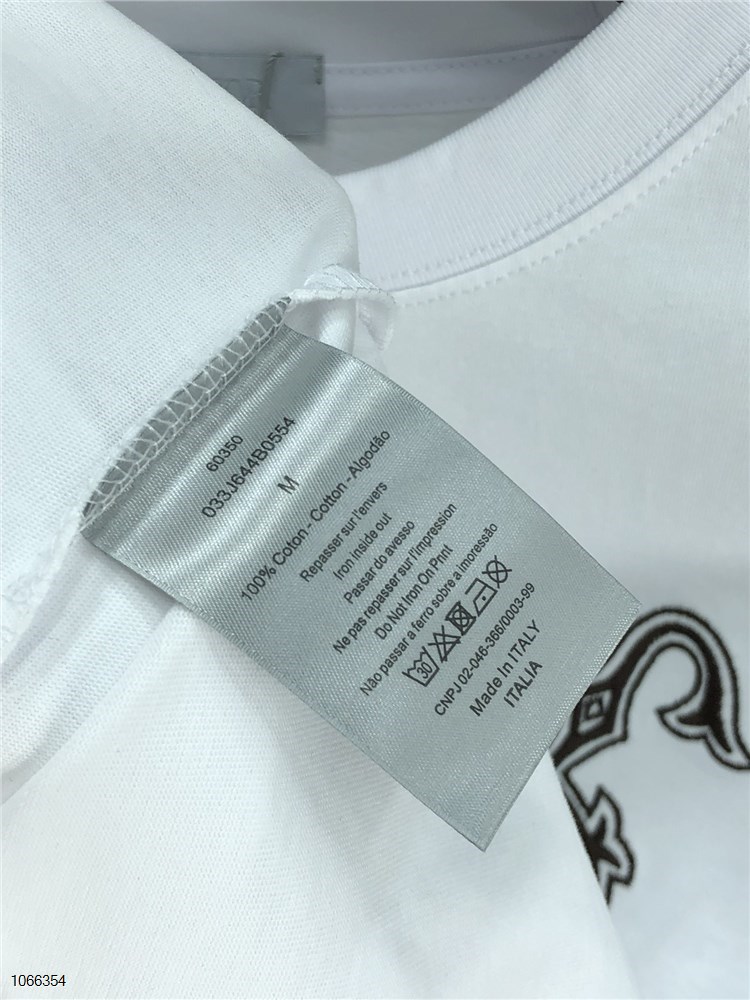 60350
033J644B0554
M
100% Coton - Cotton - Algodão
Repasser sur l'envers
Iron inside out
Passar do avesso
Ne pas repasser sur l'impression
Do Not Iron On Print
Não passar a ferro sobre a imoressão
30
CNPJ 02-046-366/0003-99
Made In ITALY
ITALIA
1066354